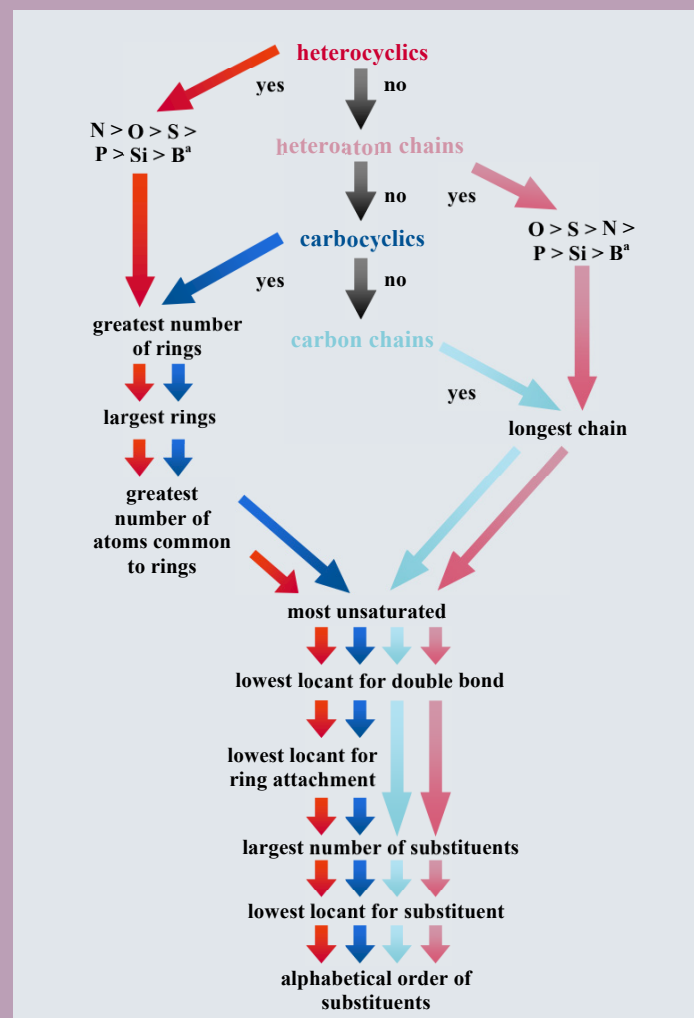 heterocyclics
yes
no
N > O > S >
P > Si > Bᵃ
heteroatom chains
no
yes
O > S > N >
P > Si > Bᵃ
carbocyclics
yes
no
greatest number
of rings
carbon chains
yes
largest rings
longest chain
greatest
number of
atoms common
to rings
most unsaturated
lowest locant for double bond
lowest locant for
ring attachment
largest number of substituents
lowest locant for substituent
alphabetical order of
substituents